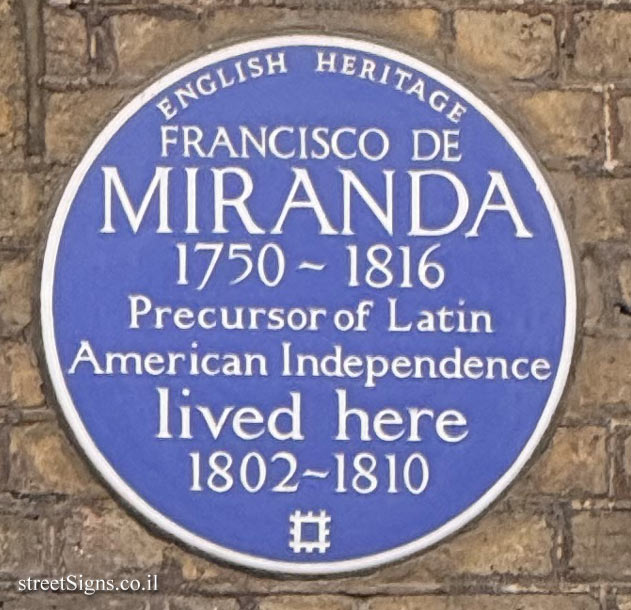 ENGLISH HERITAGE
FRANCISCO DE
MIRANDA
1750 ~ 1816
Precursor of Latin
American Independence
lived here
1802~1810
streetSigns.co.il